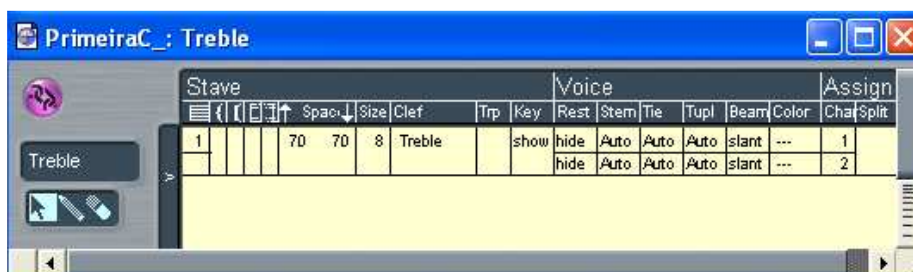 PrimeiraC_: Treble
Stave Voice Assign
Spac Size Clef Trp Key Rest Stem Tie Tupl Beam Color Cha Split
1 70 70 8 Treble show hide Auto Auto Auto slant --- 1
hide Auto Auto Auto slant --- 2
Treble